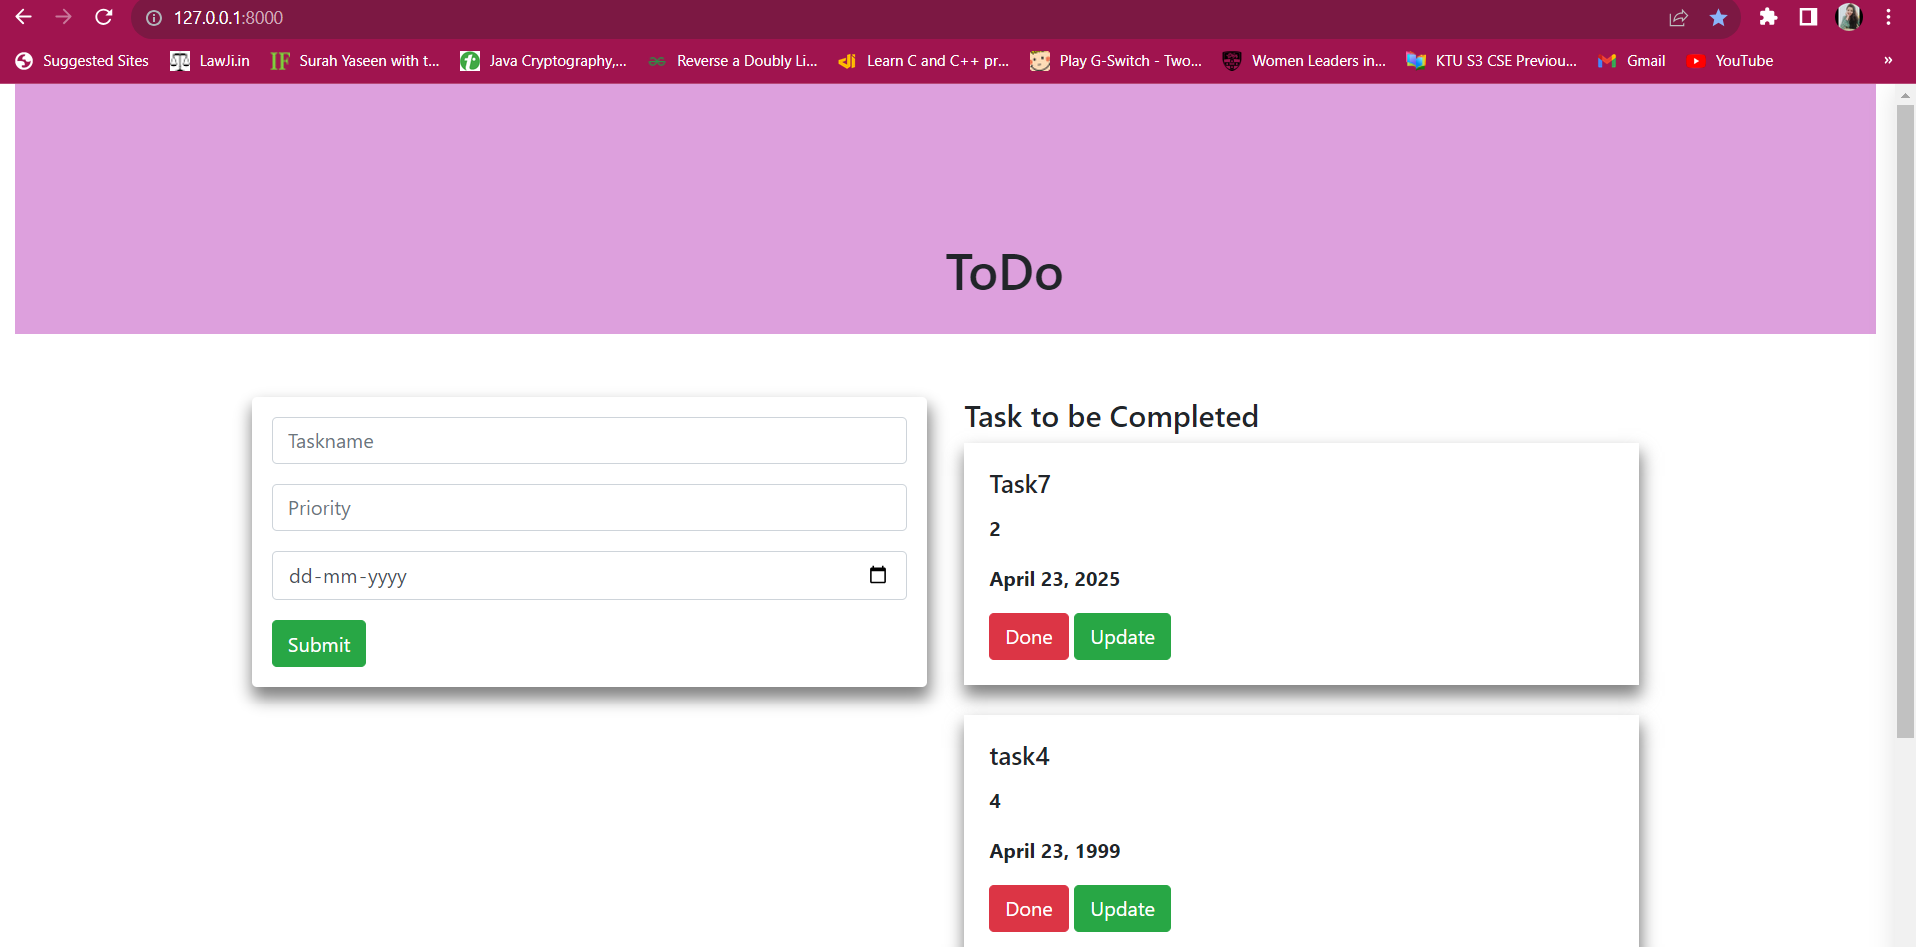 127.0.0.1:8000
Suggested Sites LawJi.in IF Surah Yaseen with t... Java Cryptography,... Reverse a Doubly Li... Learn C and C++ pr... Play G-Switch - Two... Women Leaders in... KTU S3 CSE Previou... Gmail YouTube »
ToDo
Taskname
Priority
dd-mm-yyyy
Submit
Task to be Completed
Task7
2
April 23, 2025
Done Update
task4
4
April 23, 1999
Done Update